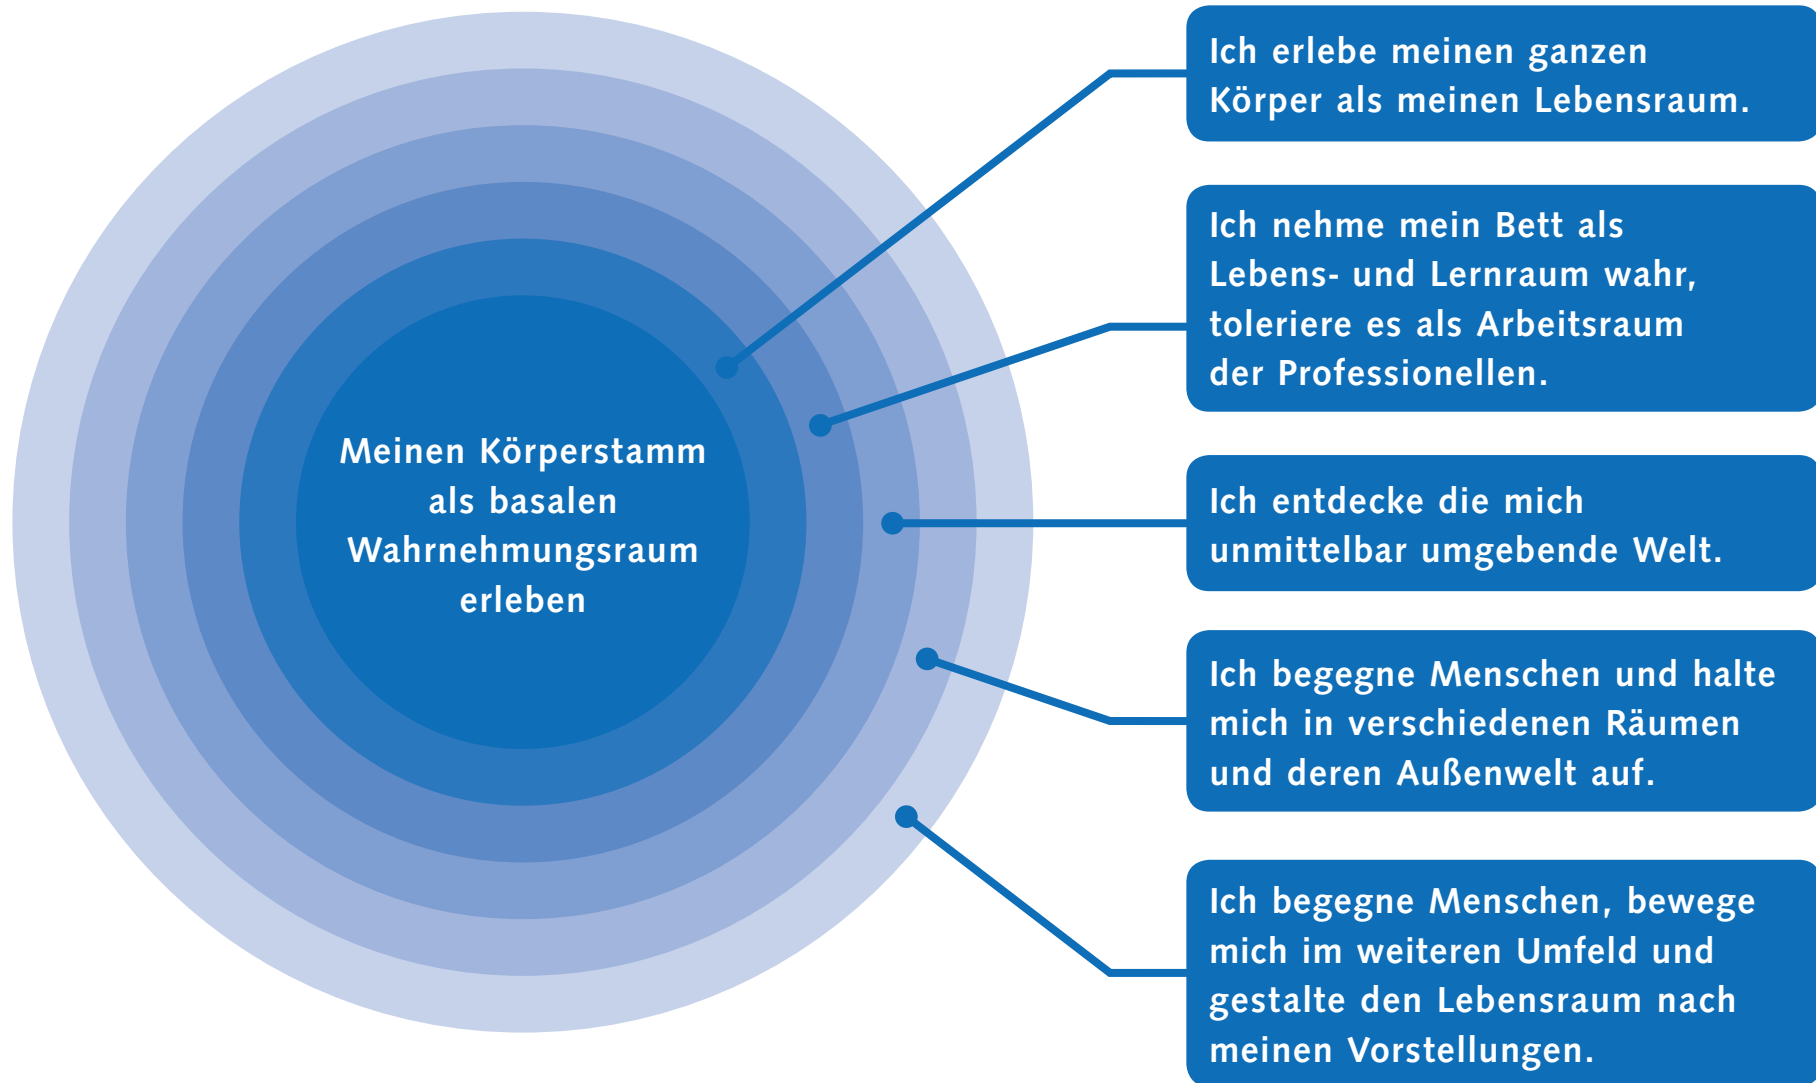 Meinen Körperstamm
als basalen
Wahrnehmungsraum
erleben
Ich erlebe meinen ganzen
Körper als meinen Lebensraum.
Ich nehme mein Bett als
Lebens- und Lernraum wahr,
toleriere es als Arbeitsraum
der Professionellen.
Ich entdecke die mich
unmittelbar umgebende Welt.
Ich begegne Menschen und halte
mich in verschiedenen Räumen
und deren Außenwelt auf.
Ich begegne Menschen, bewege
mich im weiteren Umfeld und
gestalte den Lebensraum nach
meinen Vorstellungen.